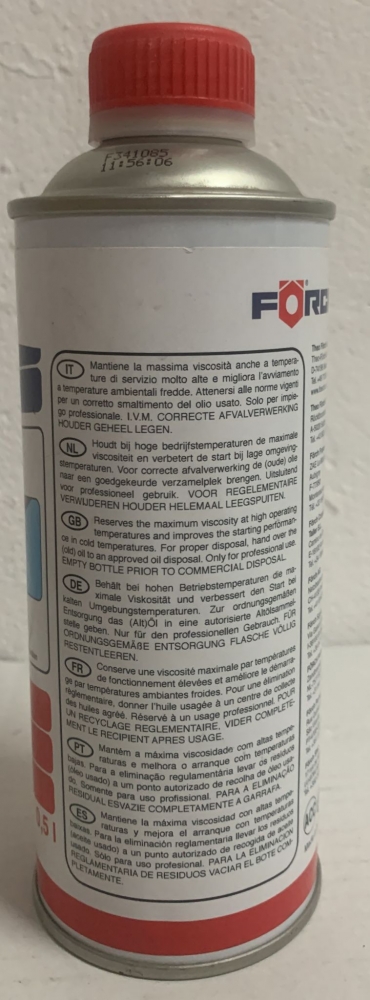 F341085
11:56:06
FÖRC
IT Mantiene la massima viscosità anche a tempera-
ture di servizio molto alte e migliora l'avviamento
a temperature ambientali fredde. Attenersi alle norme vigenti
per un corretto smaltimento del olio usato. Solo per impie-
go professionale. I.V.M. CORRECTE AFVALVERWERKING
HOUDER GEHEEL LEGEN.
NL Houdt bij hoge bedrijfstemperaturen de maximale
viscositeit en verbetert de start bij lage omgeving-
stemperaturen. Voor correcte afvalverwerking de (oude) olie
naar een goedgekeurde verzamelplek brengen. Uitsluitend
voor professioneel gebruik. VOOR REGELEMENTAIRE
VERWIJDEREN HOUDER HELEMAAL LEEGSPUITEN.
GB Reserves the maximum viscosity at high operating
temperatures and improves the starting performan-
ce in cold temperatures. For proper disposal, hand over the
(old) oil to an approved oil disposal. Only for professional use.
EMPTY BOTTLE PRIOR TO COMMERCIAL DISPOSAL.
DE Behält bei hohen Betriebstemperaturen die ma-
ximale Viskosität und verbessert den Start bei
kalten Umgebungstemperaturen. Zur ordnungsgemäßen
Entsorgung das (Alt)Öl in eine autorisierte Altölsammel-
stelle geben. Nur für den professionellen Gebrauch. FÜR
ORDNUNGSGEMÄßE ENTSORGUNG FLASCHE VÖLLIG
RESTENTLEEREN.
FR Conserve une viscosité maximale par températures
de fonctionnement élevées et améliore le démarra-
ge par températures ambiantes froides. Pour une élimination
réglementaire, donner l'huile usagée à un centre de collecte
des huiles agréé. Réservé à un usage professionnel. POUR
UN RECYCLAGE REGLEMENTAIRE, VIDER COMPLETE-
MENT LE RECIPIENT APRES USAGE.
PT Mantém a máxima viscosidade com altas tempe-
raturas e melhora o arranque com temperaturas
bajas. Para a eliminação regulamentária levar os resíduos
(óleo usado) a um ponto autorizado de recolha de óleo usa-
do. Somente para uso profissional. PARA A ELIMINAÇÃO
RESIDUAL ESVAZIE COMPLETAMENTE A GARRAFA.
ES Mantiene la máxima viscosidad con altas tempe-
raturas y mejora el arranque con temperaturas
bajas. Para la eliminación reglamentaria llevar los residuos
(aceite usado) a un punto autorizado de recogida de aceite
usado. Sólo para uso profesional. PARA LA ELIMINACIÓN
REGLAMENTARIA DE RESIDUOS VACIAR EL BOTE COM-
PLETAMENTE.
0,5 l